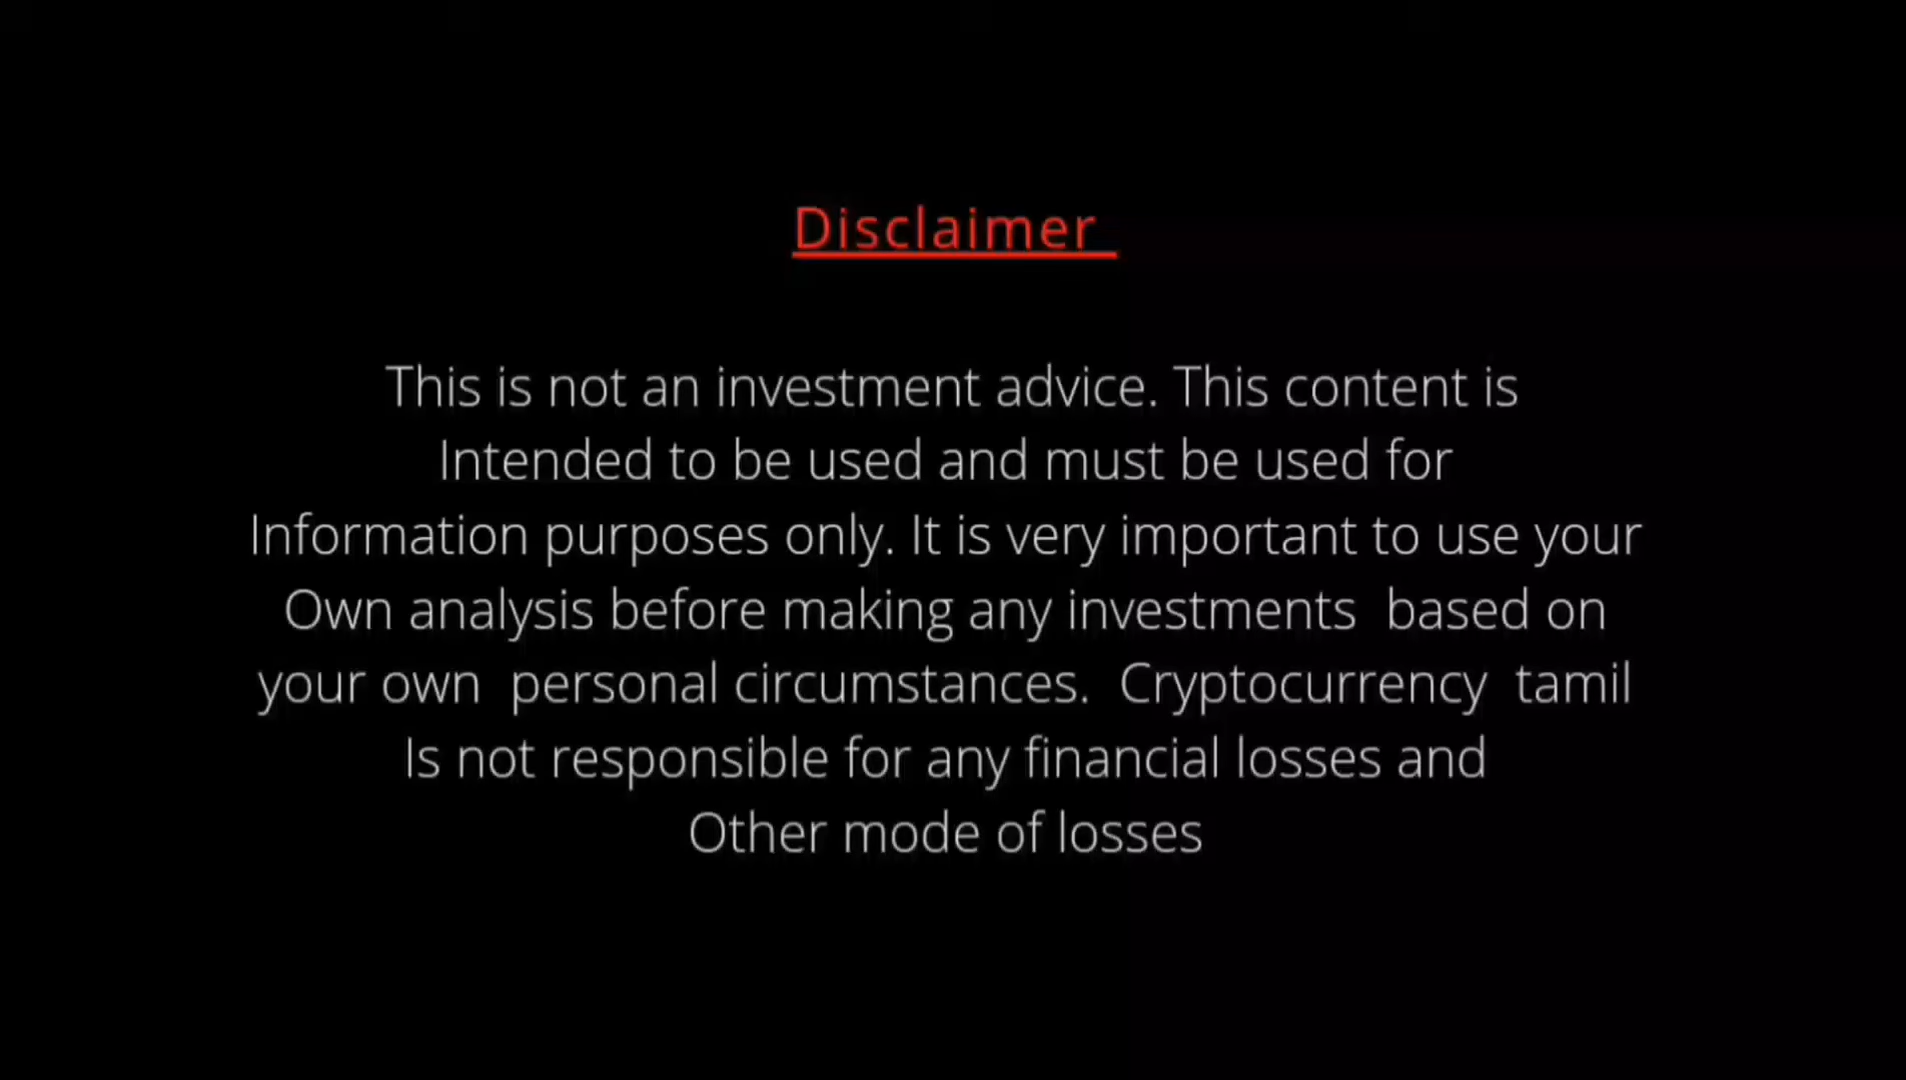 Disclaimer
This is not an investment advice. This content is
Intended to be used and must be used for
Information purposes only. It is very important to use your
Own analysis before making any investments  based on
your own  personal circumstances.  Cryptocurrency  tamil
Is not responsible for any financial losses and
Other mode of losses